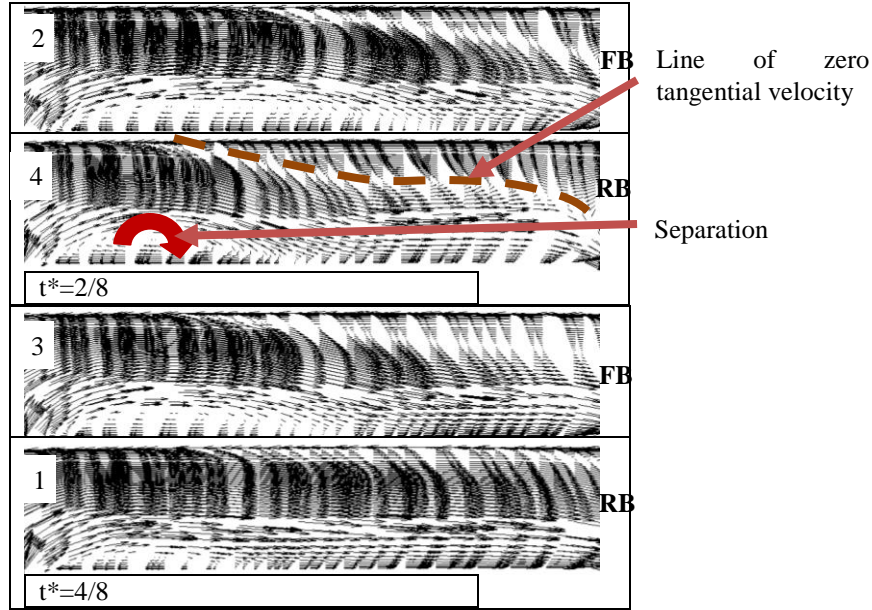 2
FB
Line of zero
tangential velocity
4
RB
Separation
t*=2/8
3
FB
1
RB
t*=4/8